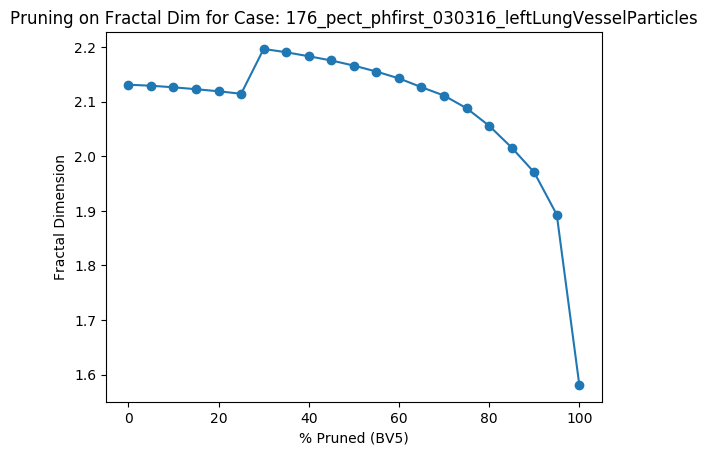 Pruning on Fractal Dim for Case: 176_pect_phfirst_030316_leftLungVesselParticles
2.2
2.1
2.0
1.9
1.8
1.7
1.6
Fractal Dimension
0 20 40 60 80 100
% Pruned (BV5)